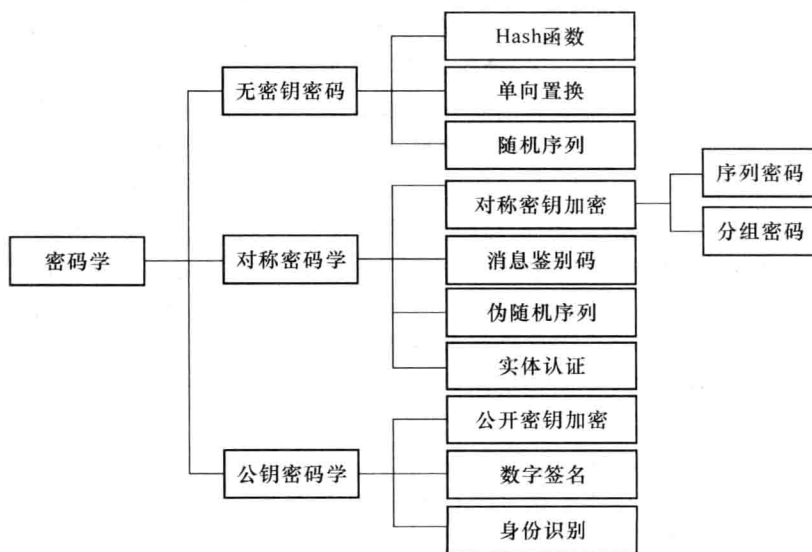 Hash函数
无密钥密码
单向置换
随机序列
序列密码
对称密钥加密
分组密码
密码学
对称密码学
消息鉴别码
伪随机序列
实体认证
公开密钥加密
公钥密码学
数字签名
身份识别